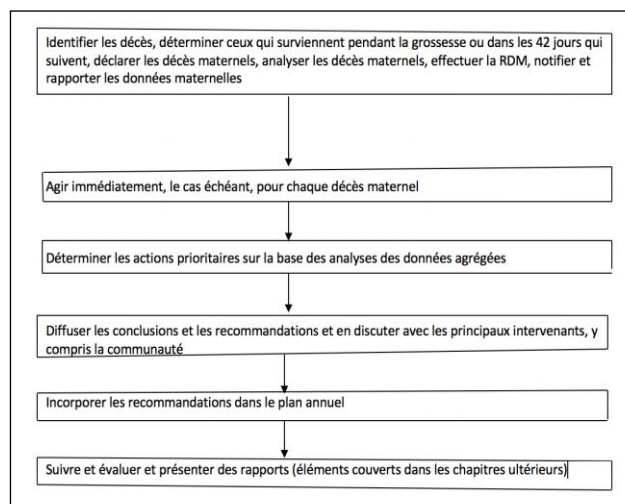 Identifier les décès, déterminer ceux qui surviennent pendant la grossesse ou dans les 42 jours qui
suivent, déclarer les décès maternels, analyser les décès maternels, effectuer la RDM, notifier et
rapporter les données maternelles
Agir immédiatement, le cas échéant, pour chaque décès maternel
Déterminer les actions prioritaires sur la base des analyses des données agrégées
Diffuser les conclusions et les recommandations et en discuter avec les principaux intervenants, y
compris la communauté
Incorporer les recommandations dans le plan annuel
Suivre et évaluer et présenter des rapports (éléments couverts dans les chapitres ultérieurs)